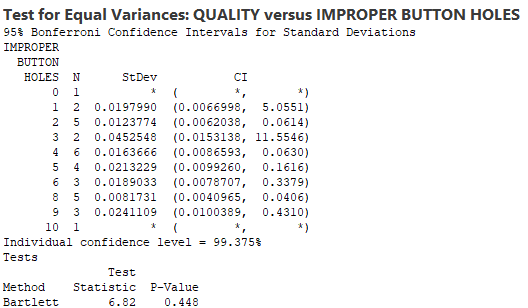 Test for Equal Variances: QUALITY versus IMPROPER BUTTON HOLES
95% Bonferroni Confidence Intervals for Standard Deviations
IMPROPER
BUTTON
HOLES N StDev CI
0 1 * ( *, *)
1 2 0.0197990 (0.0066998, 5.0551)
2 5 0.0123774 (0.0062038, 0.0614)
3 2 0.0452548 (0.0153138, 11.5546)
4 6 0.0163666 (0.0086593, 0.0630)
5 4 0.0213229 (0.0099260, 0.1616)
6 3 0.0189033 (0.0078707, 0.3379)
8 5 0.0081731 (0.0040965, 0.0406)
9 3 0.0241109 (0.0100389, 0.4310)
10 1 * ( *, *)
Individual confidence level = 99.375%
Tests
Test
Method Statistic P-Value
Bartlett 6.82 0.448